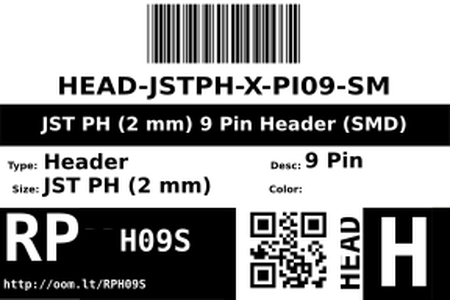 HEAD-JSTPH-X-PI09-SM
JST PH (2 mm) 9 Pin Header (SMD)
Type: Header
Desc: 9 Pin
Size: JST PH (2 mm)
Color:
RP
H09S
HEAD
H
http://oom.lt/RPH09S